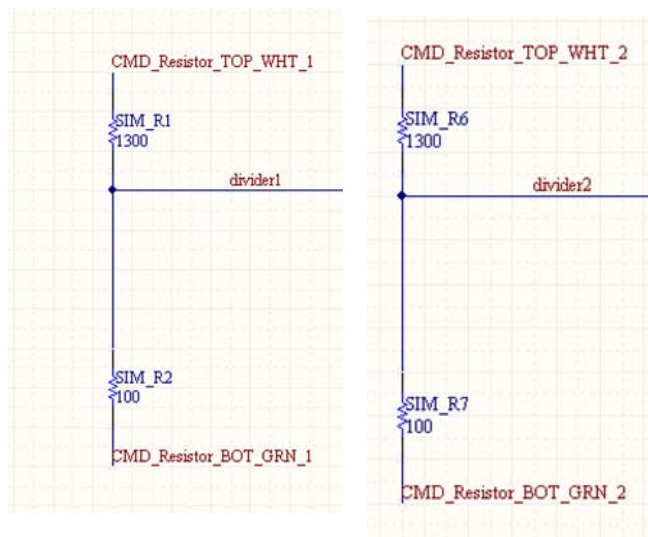 CMD_Resistor_TOP_WHT_1
SIM_R1
1300
divider1
SIM_R2
100
CMD_Resistor_BOT_GRN_1
CMD_Resistor_TOP_WHT_2
SIM_R6
1300
divider2
SIM_R7
100
CMD_Resistor_BOT_GRN_2